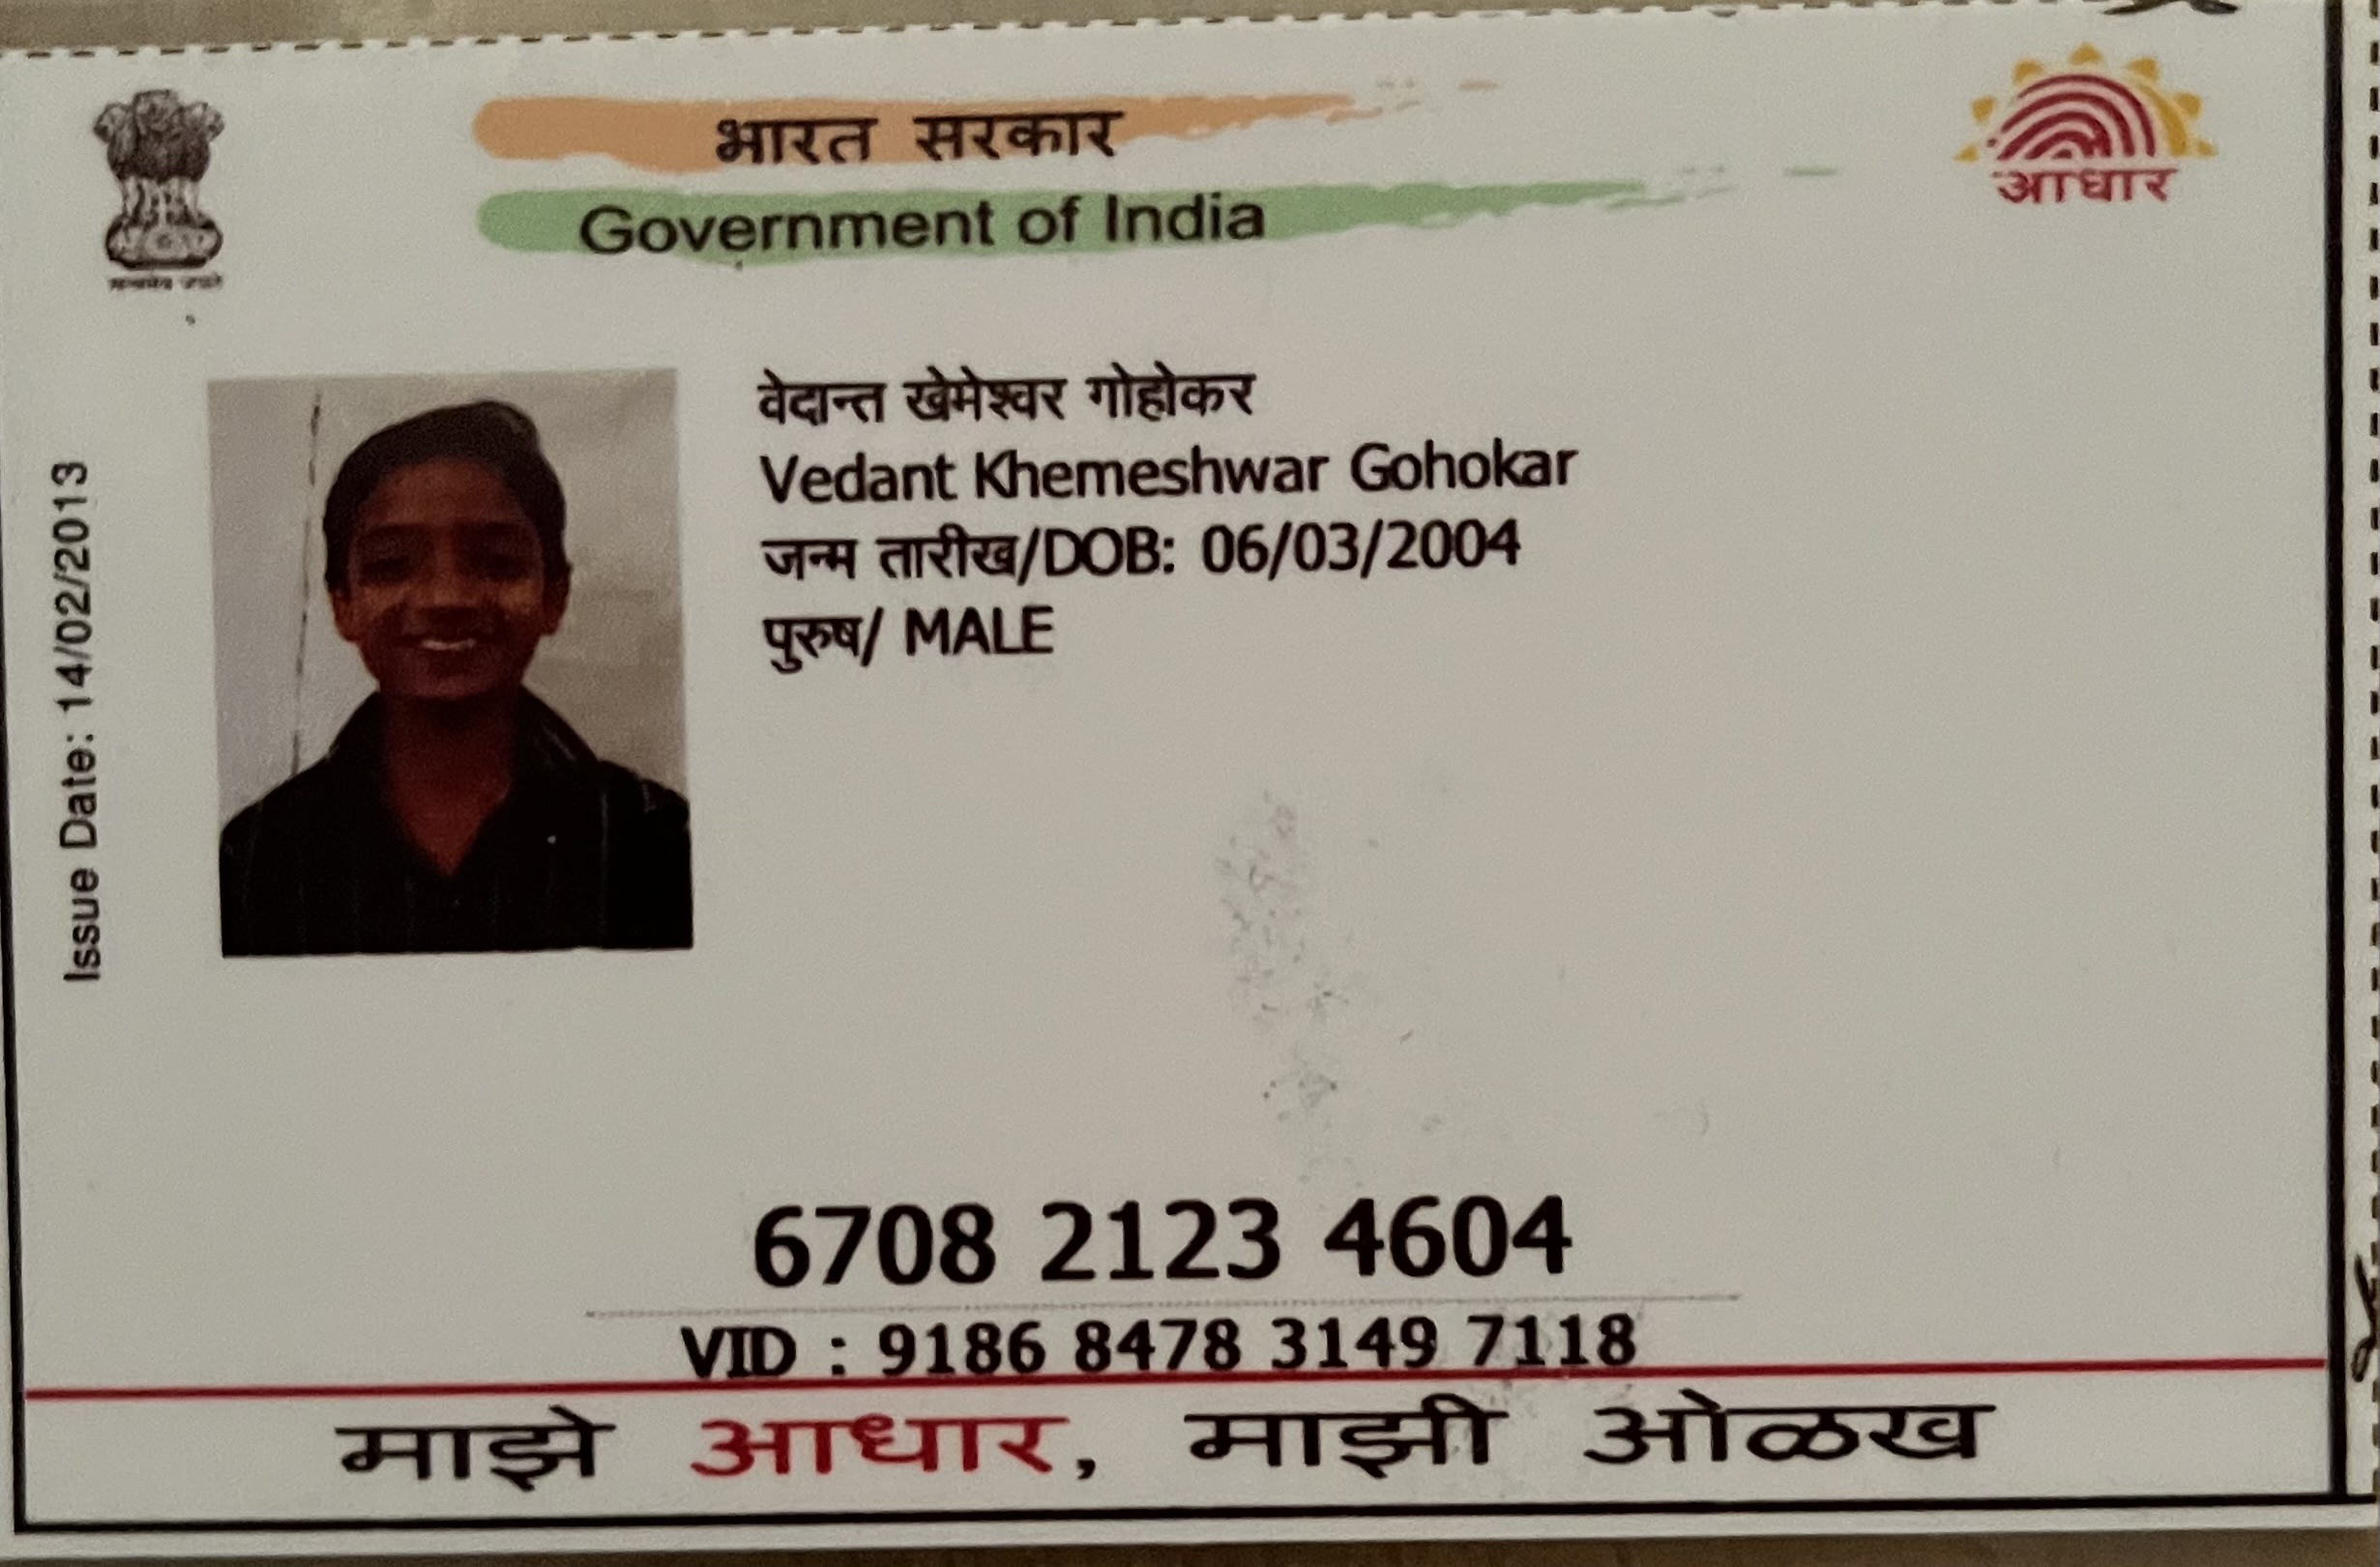 भारत सरकार
Government of India
आधार
सत्यमेव जयते
Issue Date: 14/02/2013
वेदान्त खेमेश्वर गोहोकर
Vedant Khemeshwar Gohokar
जन्म तारीख/DOB: 06/03/2004
पुरुष/ MALE
6708 2123 4604
VID : 9186 8478 3149 7118
माझे आधार, माझी ओळख